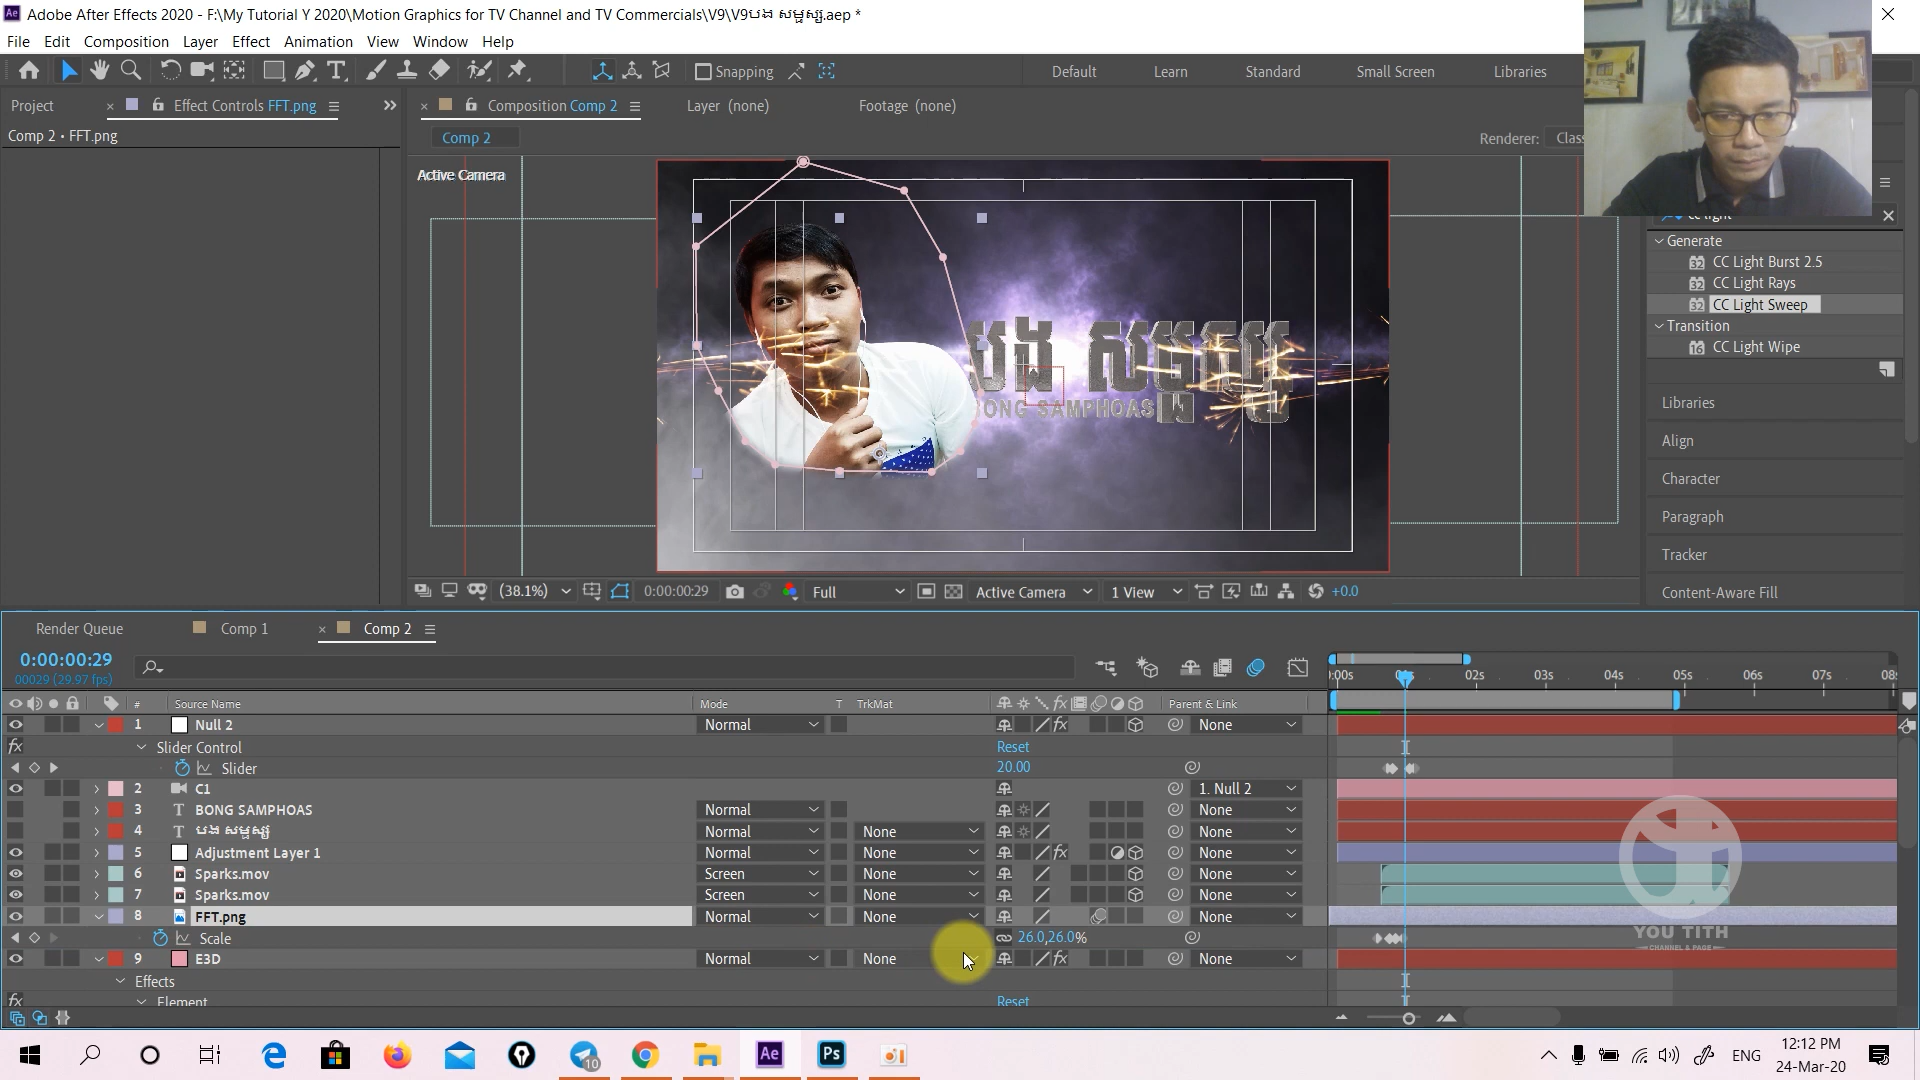 Adobe After Effects 2020 - F:\My Tutorial Y 2020\Motion Graphics for TV Channel and TV Commercials\V9\V9បង សម្ផស្ស.aep *
File Edit Composition Layer Effect Animation View Window Help
Snapping Default Learn Standard Small Screen Libraries
Project Effect Controls FFT.png Composition Comp 2 Layer (none) Footage (none)
Comp 2 • FFT.png
Comp 2
Renderer: Clas
Active Camera
cc light
Generate
CC Light Burst 2.5
CC Light Rays
CC Light Sweep
Transition
CC Light Wipe
Libraries
Align
Character
Paragraph
Tracker
Content-Aware Fill
BONG SAMPHOAS
(38.1%) 0:00:00:29 Full Active Camera 1 View +0.0
Render Queue Comp 1 Comp 2
0:00:00:29
00029 (29.97 fps)
:00s 02s 03s 04s 05s 06s 07s 08s
# Source Name Mode T TrkMat Parent & Link
1 Null 2 Normal None
Slider Control Reset
Slider 20.00
2 C1 1. Null 2
3 BONG SAMPHOAS Normal None
4 បង សម្ផស្ស Normal None None
5 Adjustment Layer 1 Normal None None
6 Sparks.mov Screen None None
7 Sparks.mov Screen None None
8 FFT.png Normal None None
Scale 26.0,26.0%
9 E3D Normal None None
Effects
Element Reset
YOU TITH
CHANNEL & PAGE
10
ENG
12:12 PM
24-Mar-20